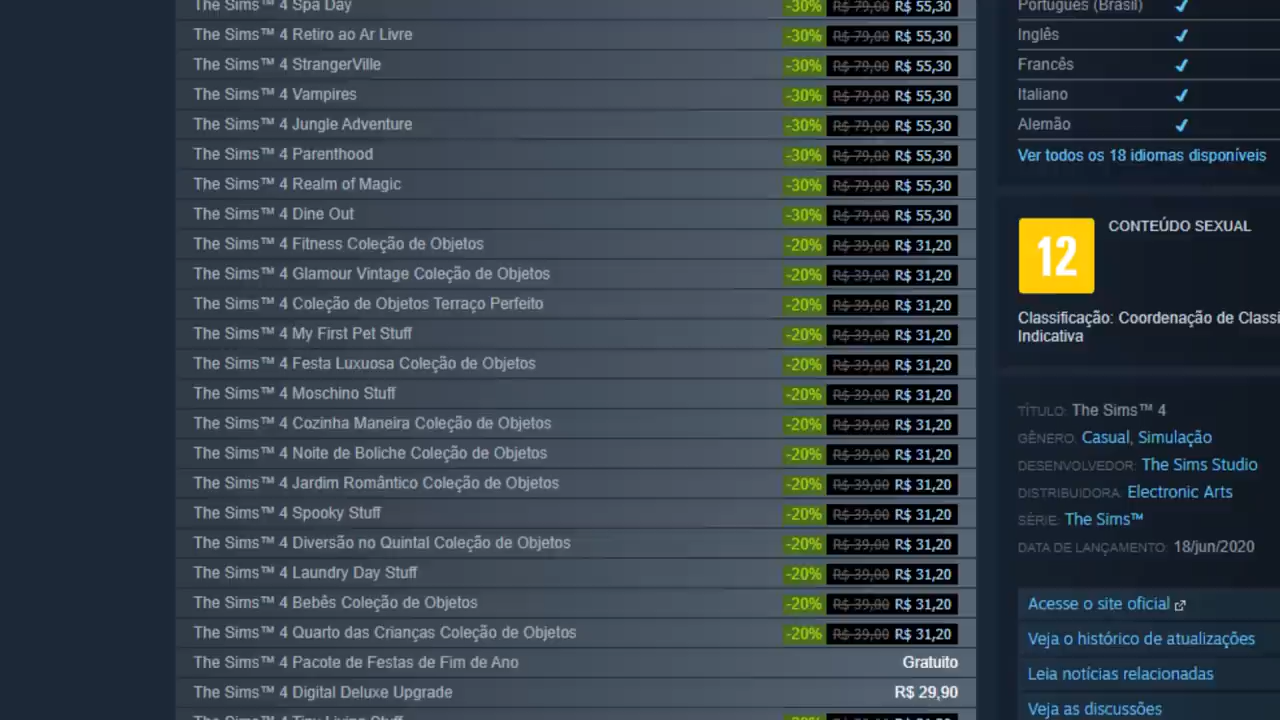 The Sims™ 4 Spa Day -30% R$ 79,00 R$ 55,30
The Sims™ 4 Retiro ao Ar Livre -30% R$ 79,00 R$ 55,30
The Sims™ 4 StrangerVille -30% R$ 79,00 R$ 55,30
The Sims™ 4 Vampires -30% R$ 79,00 R$ 55,30
The Sims™ 4 Jungle Adventure -30% R$ 79,00 R$ 55,30
The Sims™ 4 Parenthood -30% R$ 79,00 R$ 55,30
The Sims™ 4 Realm of Magic -30% R$ 79,00 R$ 55,30
The Sims™ 4 Dine Out -30% R$ 79,00 R$ 55,30
The Sims™ 4 Fitness Coleção de Objetos -20% R$ 39,00 R$ 31,20
The Sims™ 4 Glamour Vintage Coleção de Objetos -20% R$ 39,00 R$ 31,20
The Sims™ 4 Coleção de Objetos Terraço Perfeito -20% R$ 39,00 R$ 31,20
The Sims™ 4 My First Pet Stuff -20% R$ 39,00 R$ 31,20
The Sims™ 4 Festa Luxuosa Coleção de Objetos -20% R$ 39,00 R$ 31,20
The Sims™ 4 Moschino Stuff -20% R$ 39,00 R$ 31,20
The Sims™ 4 Cozinha Maneira Coleção de Objetos -20% R$ 39,00 R$ 31,20
The Sims™ 4 Noite de Boliche Coleção de Objetos -20% R$ 39,00 R$ 31,20
The Sims™ 4 Jardim Romântico Coleção de Objetos -20% R$ 39,00 R$ 31,20
The Sims™ 4 Spooky Stuff -20% R$ 39,00 R$ 31,20
The Sims™ 4 Diversão no Quintal Coleção de Objetos -20% R$ 39,00 R$ 31,20
The Sims™ 4 Laundry Day Stuff -20% R$ 39,00 R$ 31,20
The Sims™ 4 Bebês Coleção de Objetos -20% R$ 39,00 R$ 31,20
The Sims™ 4 Quarto das Crianças Coleção de Objetos -20% R$ 39,00 R$ 31,20
The Sims™ 4 Pacote de Festas de Fim de Ano Gratuito
The Sims™ 4 Digital Deluxe Upgrade R$ 29,90
The Sims™ 4 Tiny Living Stuff
Português (Brasil)
Inglês
Francês
Italiano
Alemão
Ver todos os 18 idiomas disponíveis
12
CONTEÚDO SEXUAL
Classificação: Coordenação de Classi
Indicativa
TÍTULO: The Sims™ 4
GÊNERO: Casual, Simulação
DESENVOLVEDOR: The Sims Studio
DISTRIBUIDORA: Electronic Arts
SÉRIE: The Sims™
DATA DE LANÇAMENTO: 18/jun/2020
Acesse o site oficial
Veja o histórico de atualizações
Leia notícias relacionadas
Veja as discussões